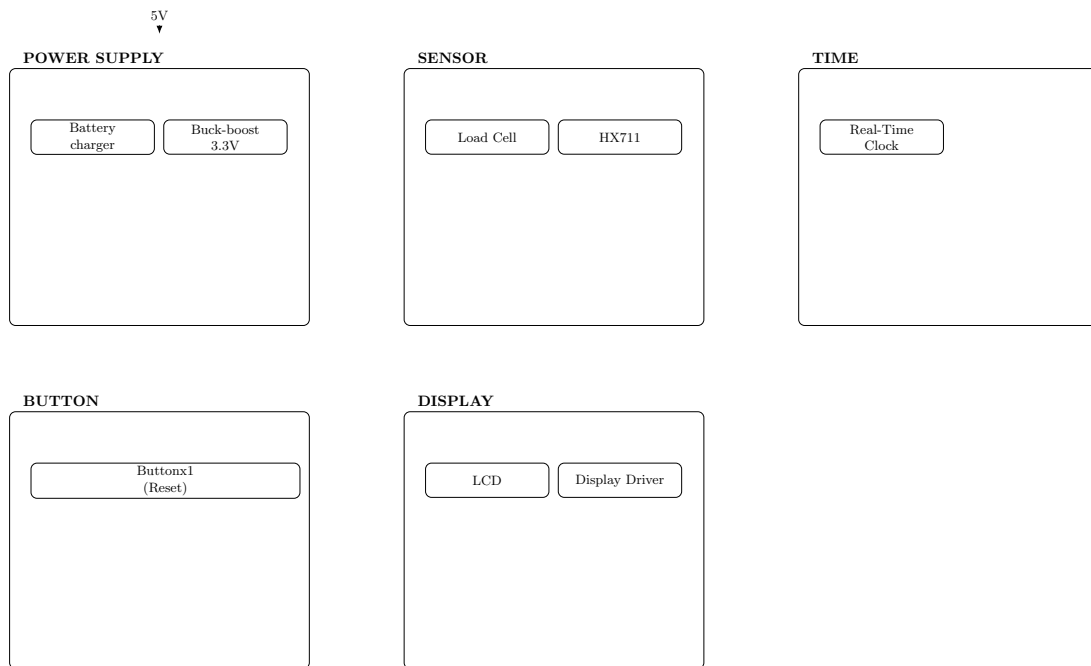 5V
POWER SUPPLY
Battery
charger
Buck-boost
3.3V
SENSOR
Load Cell
HX711
TIME
Real-Time
Clock
BUTTON
Buttonx1
(Reset)
DISPLAY
LCD
Display Driver